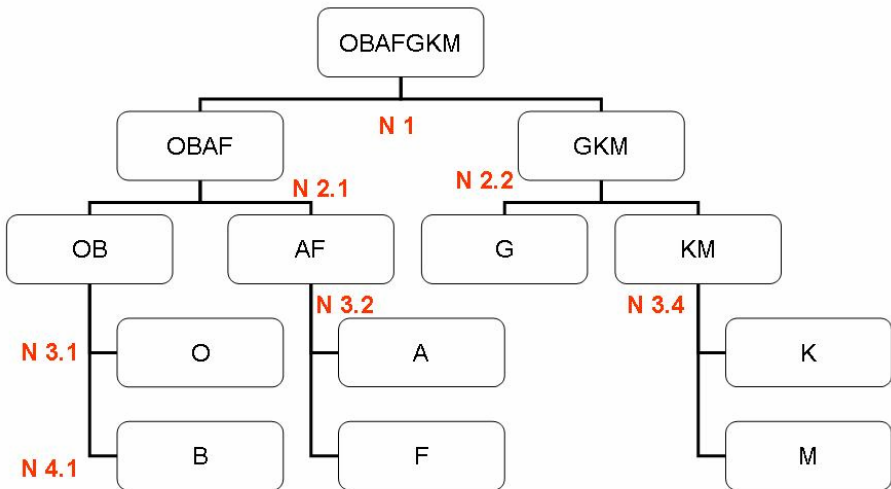 OBAFGKM
N 1
OBAF
GKM
N 2.1
N 2.2
OB
AF
G
KM
N 3.2
N 3.4
N 3.1
O
A
K
N 4.1
B
F
M